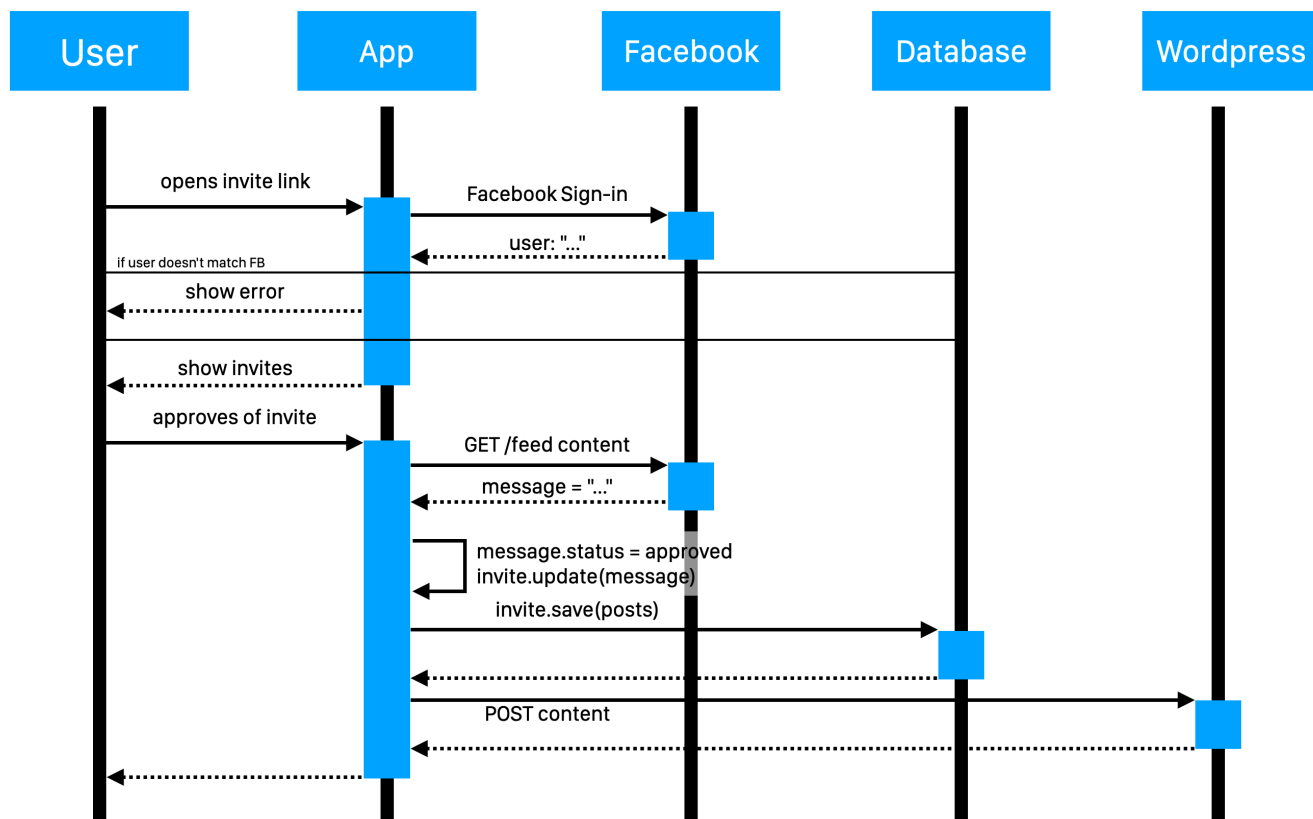 User
App
Facebook
Database
Wordpress
opens invite link
Facebook Sign-in
user: "..."
if user doesn't match FB
show error
show invites
approves of invite
GET /feed content
message = "..."
message.status = approved
invite.update(message)
invite.save(posts)
POST content